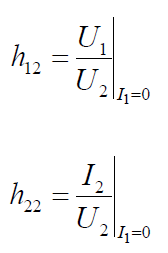 h₁₂ = U₁/U₂ |I₁=0
h₂₂ = I₂/U₂ |I₁=0